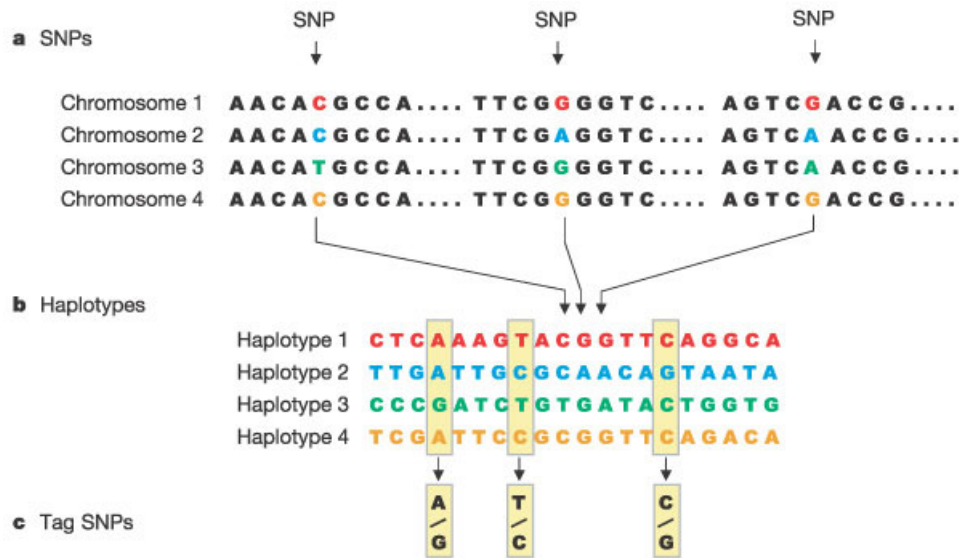 SNP SNP SNP
a SNPs
Chromosome 1 AACACGCCA.... TTCGGGGTC.... AGTCGACCG....
Chromosome 2 AACACGCCA.... TTCGAGGTC.... AGTCAACCG....
Chromosome 3 AACATGCCA.... TTCGGGGTC.... AGTCAACCG....
Chromosome 4 AACACGCCA.... TTCGGGGTC.... AGTCGACCG....
b Haplotypes
Haplotype 1 CTCAAAGTACGGTTCAGGCA
Haplotype 2 TTGATTGCGCAACAGTAATA
Haplotype 3 CCCGATCTGTGATACTGGTG
Haplotype 4 TCGATTCCGCGGTTCAGACA
c Tag SNPs
A/G T/C C/G